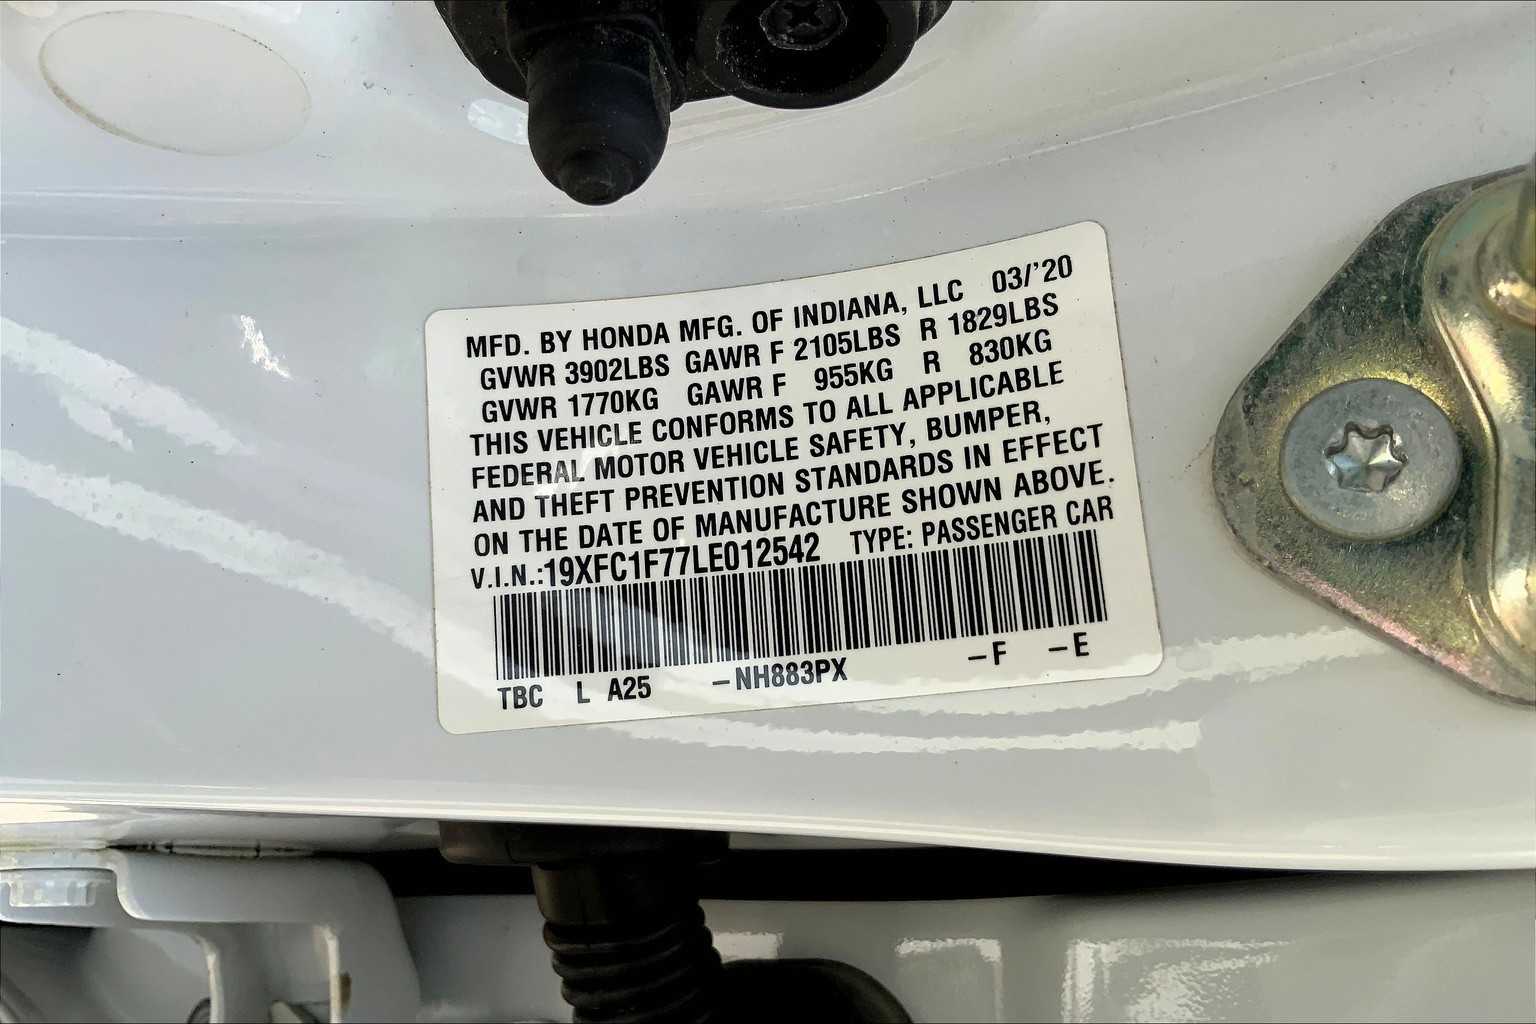 MFD. BY HONDA MFG. OF INDIANA, LLC 03/'20
GVWR 3902LBS GAWR F 2105LBS R 1829LBS
GVWR 1770KG GAWR F 955KG R 830KG
THIS VEHICLE CONFORMS TO ALL APPLICABLE
FEDERAL MOTOR VEHICLE SAFETY, BUMPER,
AND THEFT PREVENTION STANDARDS IN EFFECT
ON THE DATE OF MANUFACTURE SHOWN ABOVE.
V.I.N.:19XFC1F77LE012542 TYPE: PASSENGER CAR
TBC L A25 –NH883PX –F –E